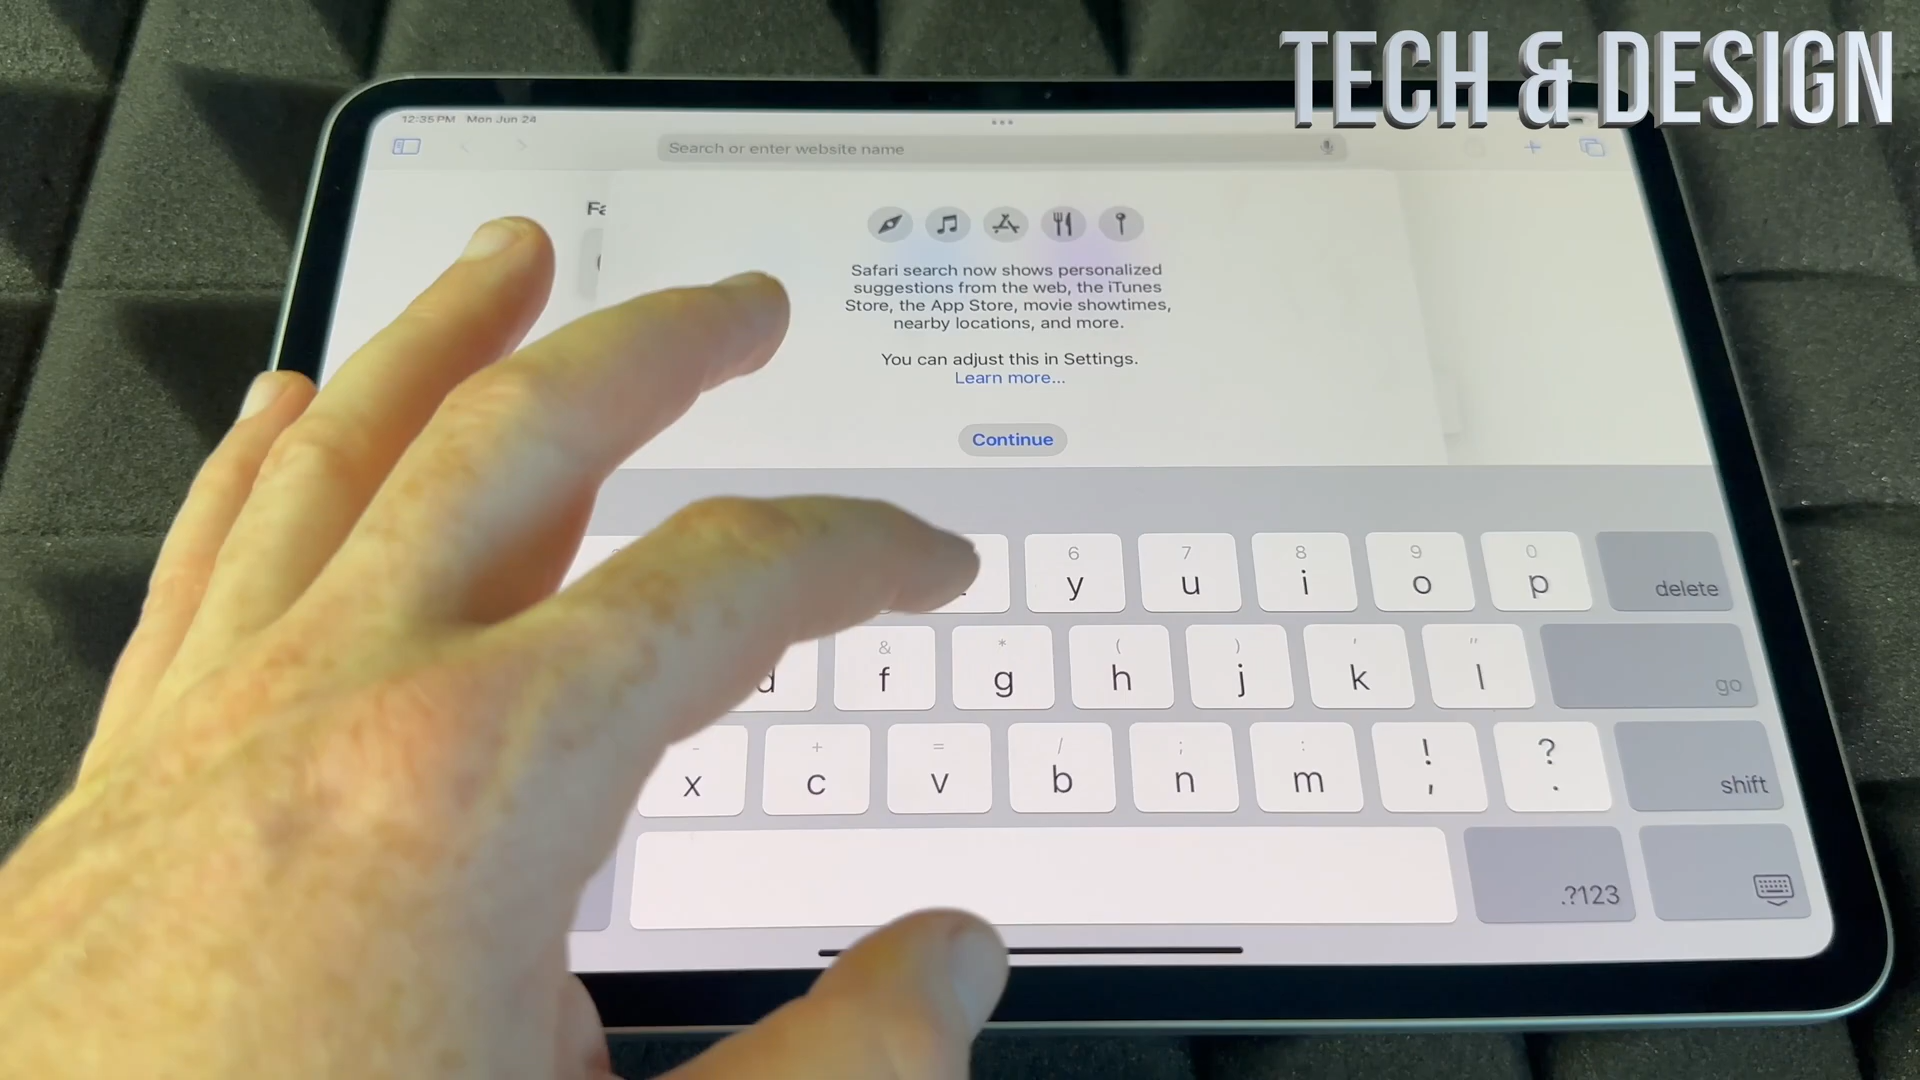 TECH & DESIGN
12:35 PM Mon Jun 24
Search or enter website name
Safari search now shows personalized
suggestions from the web, the iTunes
Store, the App Store, movie showtimes,
nearby locations, and more.
You can adjust this in Settings.
Learn more...
Continue
6 7 8 9 0
y u i o p delete
& * ( ) ' "
d f g h j k l go
- + = / ; : ! ?
x c v b n m , . shift
.?123